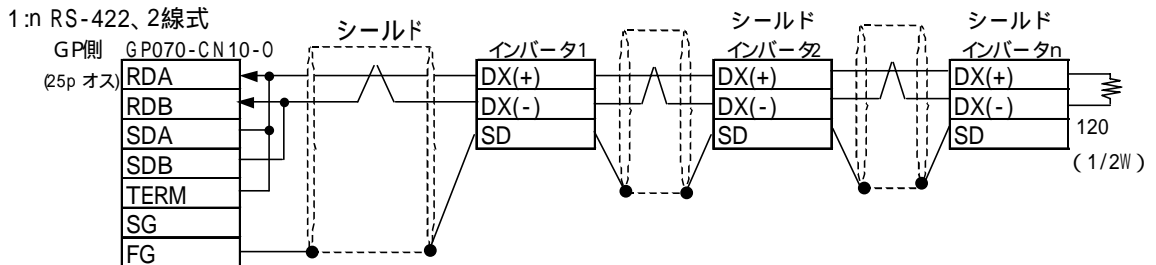 1:n RS-422、2線式
GP側 GP070-CN10-0
(25p オス)
RDA
RDB
SDA
SDB
TERM
SG
FG
シールド
インバータ1
DX(+)
DX(-)
SD
シールド
インバータ2
DX(+)
DX(-)
SD
シールド
インバータn
DX(+)
DX(-)
SD
120
(1/2W)